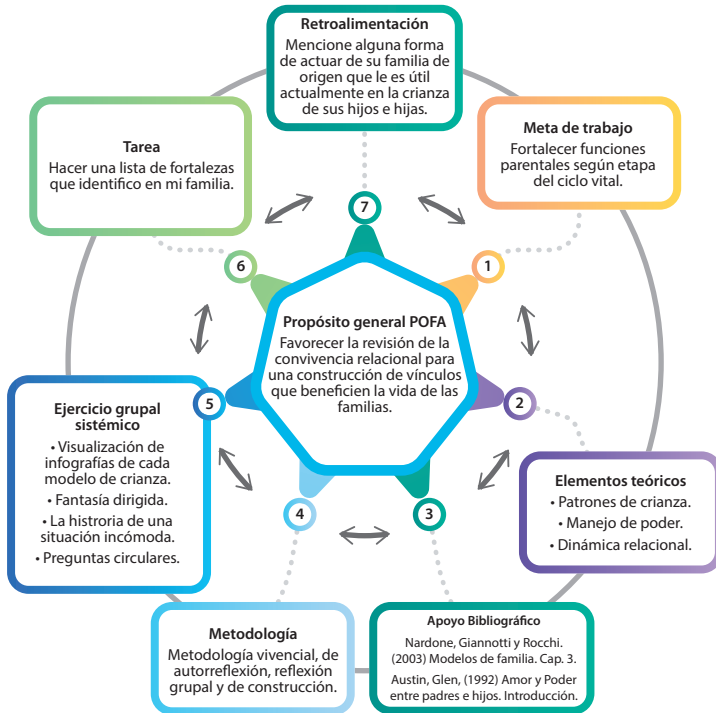 Retroalimentación
Mencione alguna forma
de actuar de su familia de
origen que le es útil
actualmente en la crianza
de sus hijos e hijas.
Tarea
Hacer una lista de fortalezas
que identifico en mi familia.
Meta de trabajo
Fortalecer funciones
parentales según etapa
del ciclo vital.
7
6
1
Propósito general POFA
Favorecer la revisión de la
convivencia relacional para
una construcción de vínculos
que beneficien la vida de las
familias.
5
2
Ejercicio grupal
sistémico
• Visualización de
infografías de cada
modelo de crianza.
• Fantasía dirigida.
• La histroria de una
situación incómoda.
• Preguntas circulares.
Elementos teóricos
• Patrones de crianza.
• Manejo de poder.
• Dinámica relacional.
4
3
Metodología
Metodología vivencial, de
autorreflexión, reflexión
grupal y de construcción.
Apoyo Bibliográfico
Nardone, Giannotti y Rocchi.
(2003) Modelos de familia. Cap. 3.
Austin, Glen, (1992) Amor y Poder
entre padres e hijos. Introducción.